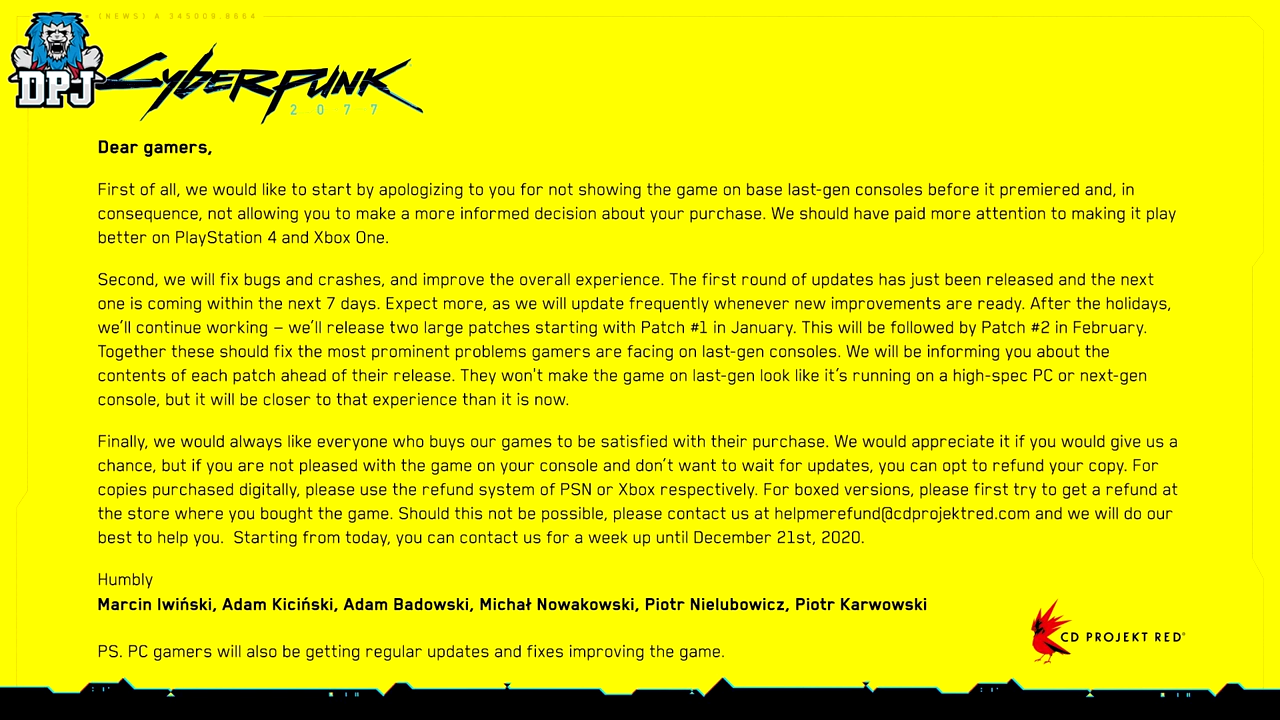 [NEWS] A 345D09.8664
DPJ
Cyberpunk
2077
Dear gamers,
First of all, we would like to start by apologizing to you for not showing the game on base last-gen consoles before it premiered and, in
consequence, not allowing you to make a more informed decision about your purchase. We should have paid more attention to making it play
better on PlayStation 4 and Xbox One.
Second, we will fix bugs and crashes, and improve the overall experience. The first round of updates has just been released and the next
one is coming within the next 7 days. Expect more, as we will update frequently whenever new improvements are ready. After the holidays,
we'll continue working – we'll release two large patches starting with Patch #1 in January. This will be followed by Patch #2 in February.
Together these should fix the most prominent problems gamers are facing on last-gen consoles. We will be informing you about the
contents of each patch ahead of their release. They won't make the game on last-gen look like it's running on a high-spec PC or next-gen
console, but it will be closer to that experience than it is now.
Finally, we would always like everyone who buys our games to be satisfied with their purchase. We would appreciate it if you would give us a
chance, but if you are not pleased with the game on your console and don't want to wait for updates, you can opt to refund your copy. For
copies purchased digitally, please use the refund system of PSN or Xbox respectively. For boxed versions, please first try to get a refund at
the store where you bought the game. Should this not be possible, please contact us at helpmerefund@cdprojektred.com and we will do our
best to help you. Starting from today, you can contact us for a week up until December 21st, 2020.
Humbly
Marcin Iwiński, Adam Kiciński, Adam Badowski, Michał Nowakowski, Piotr Nielubowicz, Piotr Karwowski
CD PROJEKT RED®
PS. PC gamers will also be getting regular updates and fixes improving the game.